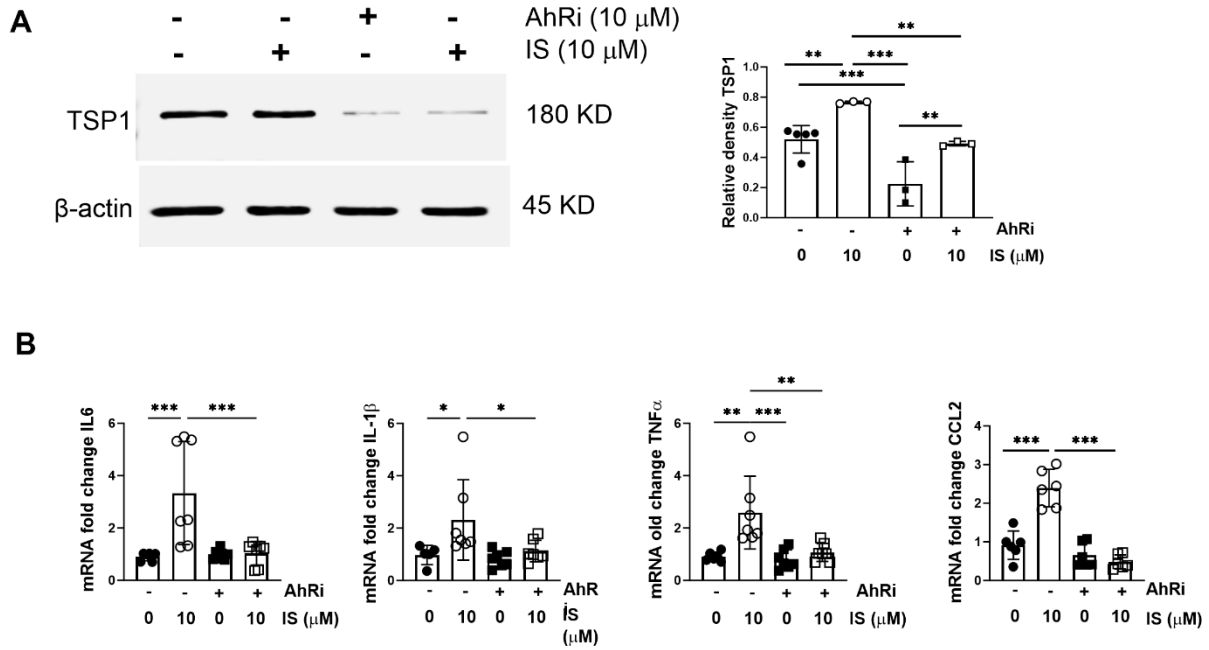 A
- - + - AhRi (10 μM)
- + - + IS (10 μM)
TSP1 180 KD
β-actin 45 KD
Relative density TSP1
1.0
0.8
0.6
0.4
0.2
0.0
** *** **
***
**
- - + + AhRi
0 10 0 10 IS (μM)
B
mRNA fold change IL6
6
4
2
0
*** ***
- - + + AhRi
0 10 0 10 IS (μM)
mRNA fold change IL-1β
6
4
2
0
* *
- - + + AhR
0 10 0 10 IS
(μM)
mRNA old change TNFα
6
4
2
0
**
** ***
- - + + AhRi
0 10 0 10 IS (μM)
mRNA fold change CCL2
4
3
2
1
0
*** ***
- - + + AhRi
0 10 0 10 IS (μM)